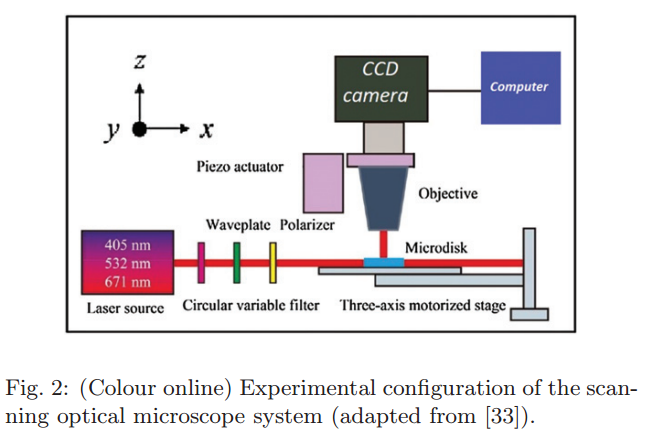 z
y
x
CCD
camera
Computer
Piezo actuator
Objective
Waveplate Polarizer
Microdisk
405 nm
532 nm
671 nm
Laser source
Circular variable filter
Three-axis motorized stage
Fig. 2: (Colour online) Experimental configuration of the scan-
ning optical microscope system (adapted from [33]).